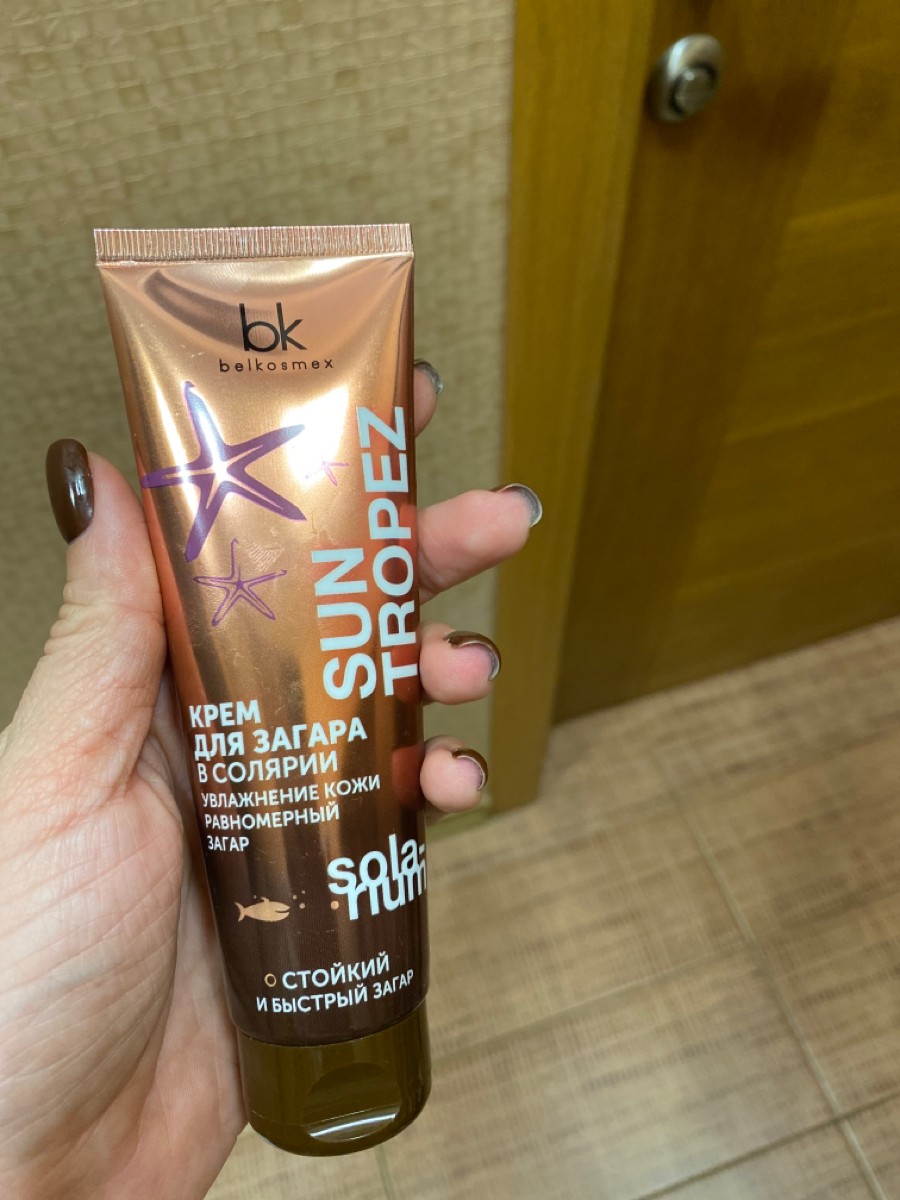 bk
belkosmex
SUN
TROPEZ
КРЕМ
ДЛЯ ЗАГАРА
В СОЛЯРИИ
УВЛАЖНЕНИЕ КОЖИ
РАВНОМЕРНЫЙ
ЗАГАР
sola-
rium
СТОЙКИЙ
И БЫСТРЫЙ ЗАГАР